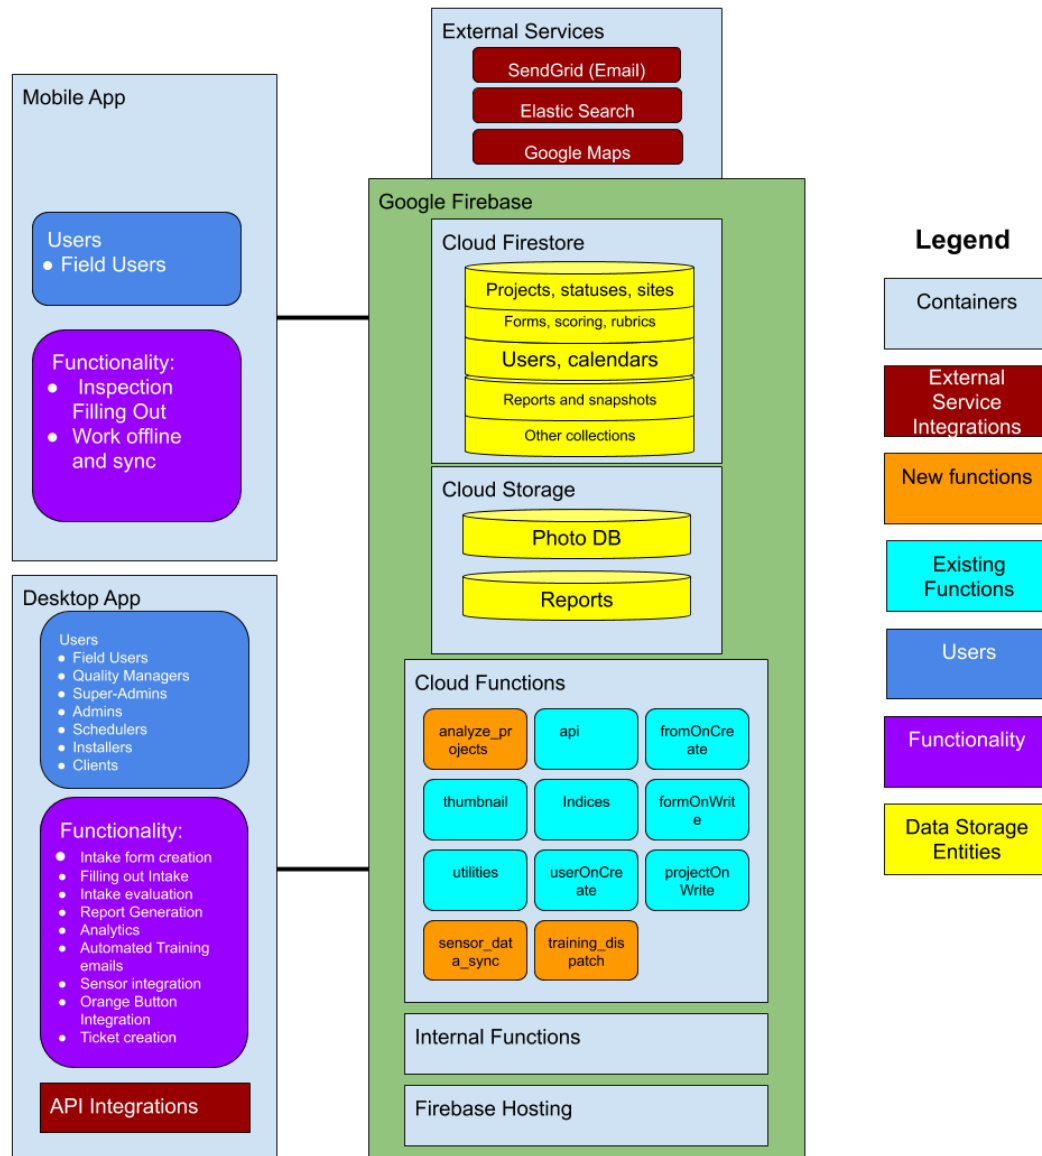 External Services
SendGrid (Email)
Elastic Search
Google Maps
Mobile App
Users
● Field Users
Functionality:
● Inspection
Filling Out
● Work offline
and sync
Desktop App
Users
● Field Users
● Quality Managers
● Super-Admins
● Admins
● Schedulers
● Installers
● Clients
Functionality:
● Intake form creation
● Filling out Intake
● Intake evaluation
● Report Generation
● Analytics
● Automated Training
emails
● Sensor integration
● Orange Button
Integration
● Ticket creation
API Integrations
Google Firebase
Cloud Firestore
Projects, statuses, sites
Forms, scoring, rubrics
Users, calendars
Reports and snapshots
Other collections
Cloud Storage
Photo DB
Reports
Cloud Functions
analyze_pr
ojects
api
fromOnCre
ate
thumbnail
Indices
formOnWrit
e
utilities
userOnCre
ate
projectOn
Write
sensor_dat
a_sync
training_dis
patch
Internal Functions
Firebase Hosting
Legend
Containers
External
Service
Integrations
New functions
Existing
Functions
Users
Functionality
Data Storage
Entities